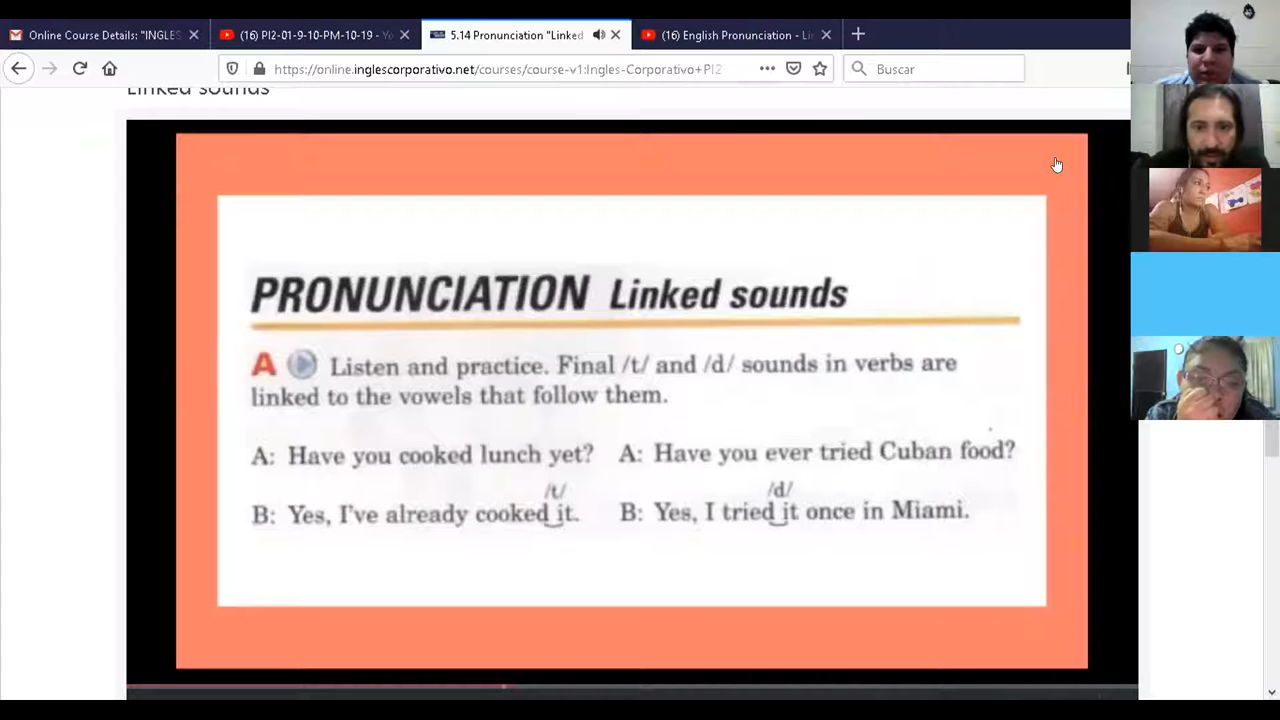 Online Course Details: "INGLES
(16) PI2-01-9-10-PM-10-19 - Yo
5.14 Pronunciation "Linked
(16) English Pronunciation - Lin
https://online.inglescorporativo.net/courses/course-v1:Ingles-Corporativo+PI2
Buscar
Linked sounds
PRONUNCIATION Linked sounds
A Listen and practice. Final /t/ and /d/ sounds in verbs are
linked to the vowels that follow them.
A: Have you cooked lunch yet? A: Have you ever tried Cuban food?
/t/ /d/
B: Yes, I've already cooked it. B: Yes, I tried it once in Miami.